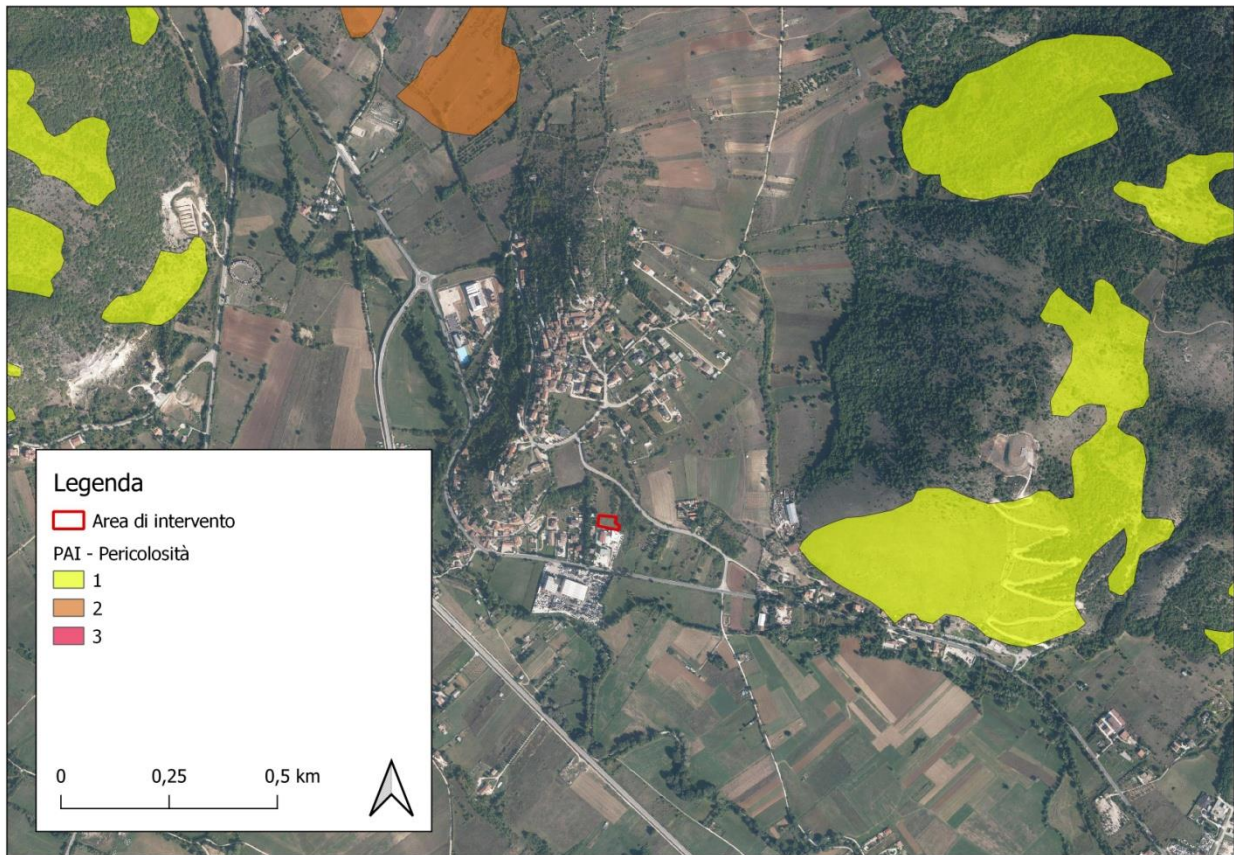 Legenda
Area di intervento
PAI - Pericolosità
1
2
3
0 0,25 0,5 km